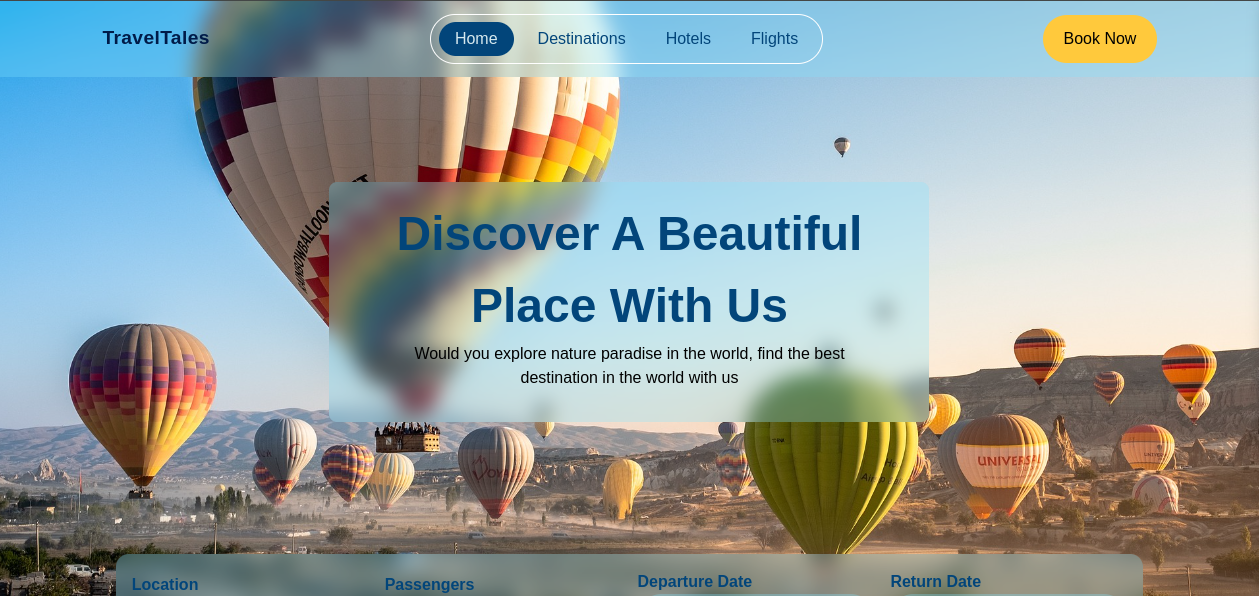 TravelTales
Home
Destinations
Hotels
Flights
Book Now
Discover A Beautiful
Place With Us
Would you explore nature paradise in the world, find the best
destination in the world with us
UNIVERSAL
Location
Passengers
Departure Date
Return Date